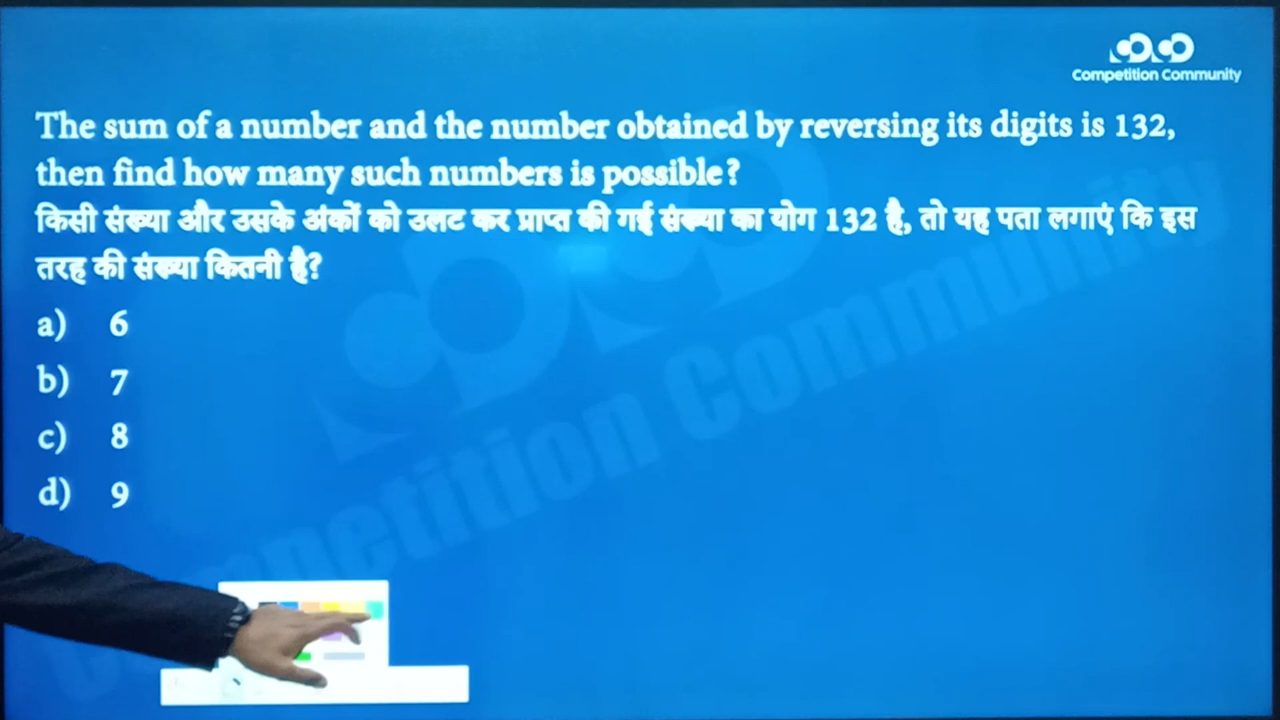 Competition Community
The sum of a number and the number obtained by reversing its digits is 132,
then find how many such numbers is possible?
किसी संख्या और उसके अंकों को उलट कर प्राप्त की गई संख्या का योग 132 है, तो यह पता लगाएं कि इस
तरह की संख्या कितनी है?
a) 6
b) 7
c) 8
d) 9
Competition Community